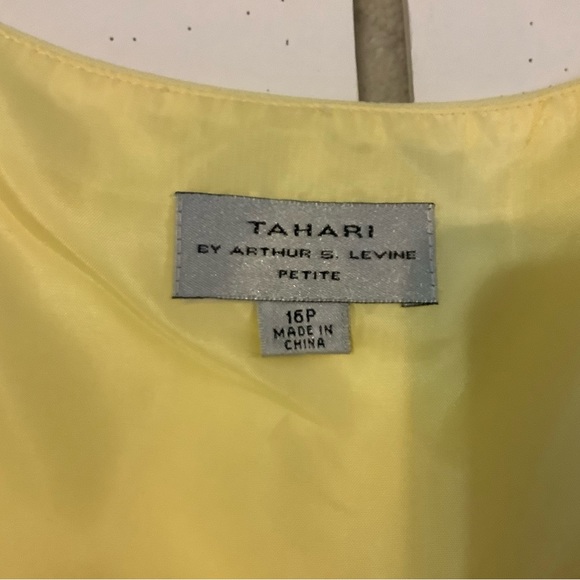 TAHARI
BY ARTHUR S. LEVINE
PETITE
16P
MADE IN
CHINA